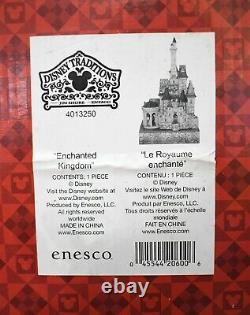 DISNEY TRADITIONS
JIM SHORE
4013250
"Enchanted
Kingdom"
CONTENTS: 1 PIECE
© Disney
Visit the Disney website at
www.Disney.com
Produced by Enesco, LLC
All rights reserved
worldwide
MADE IN CHINA
www.Enesco.com
"Le Royaume
enchanté"
CONTENU : 1 PIÈCE
© Disney
Visitez le site Web de Disney à
www.Disney.com
Produit par Enesco, LLC.
Tous droits réservés à l'échelle
mondiale
FAIT EN CHINE
www.Enesco.com
enesco.
0 45544 20600 6